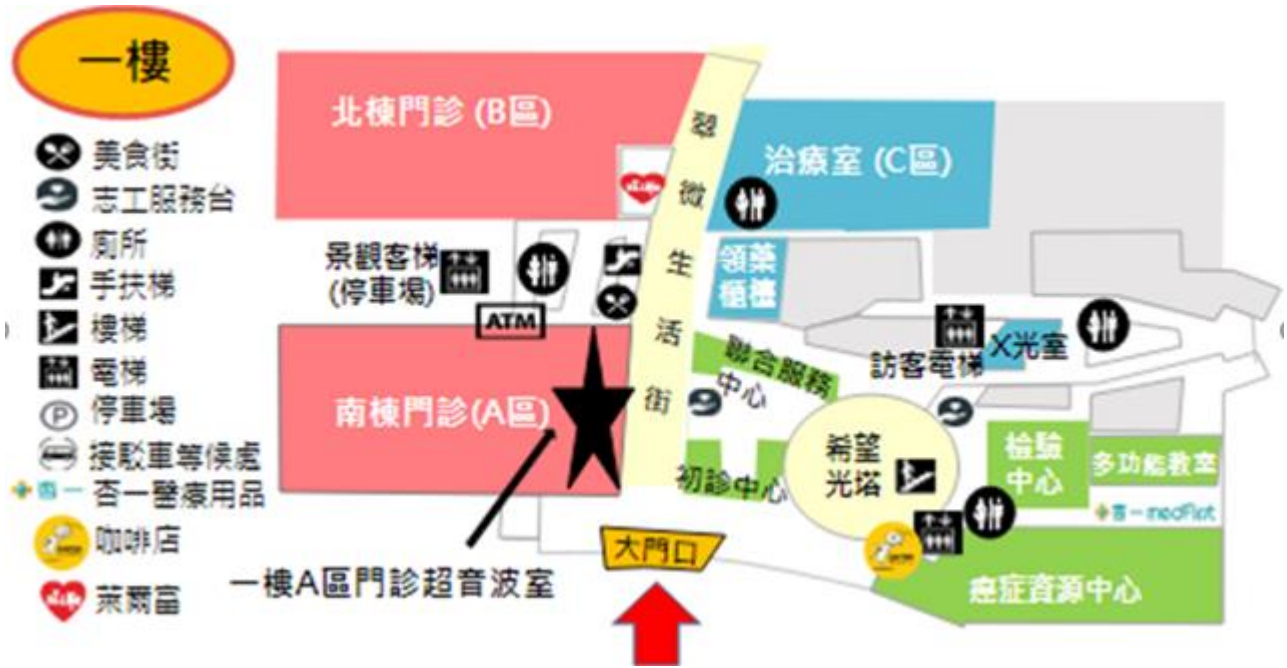 一樓
美食街
志工服務台
廁所
手扶梯
樓梯
電梯
P
停車場
接駁車等候處
杏一
杏一醫療用品
咖啡店
萊爾富
北棟門診 (B區)
翠微生活街
治療室 (C區)
景觀客梯
(停車場)
ATM
領藥
櫃檯
南棟門診(A區)
聯合服務
中心
訪客電梯
X光室
初診中心
希望
光塔
檢驗
中心
多功能教室
杏一 medFirst
大門口
癌症資源中心
一樓A區門診超音波室